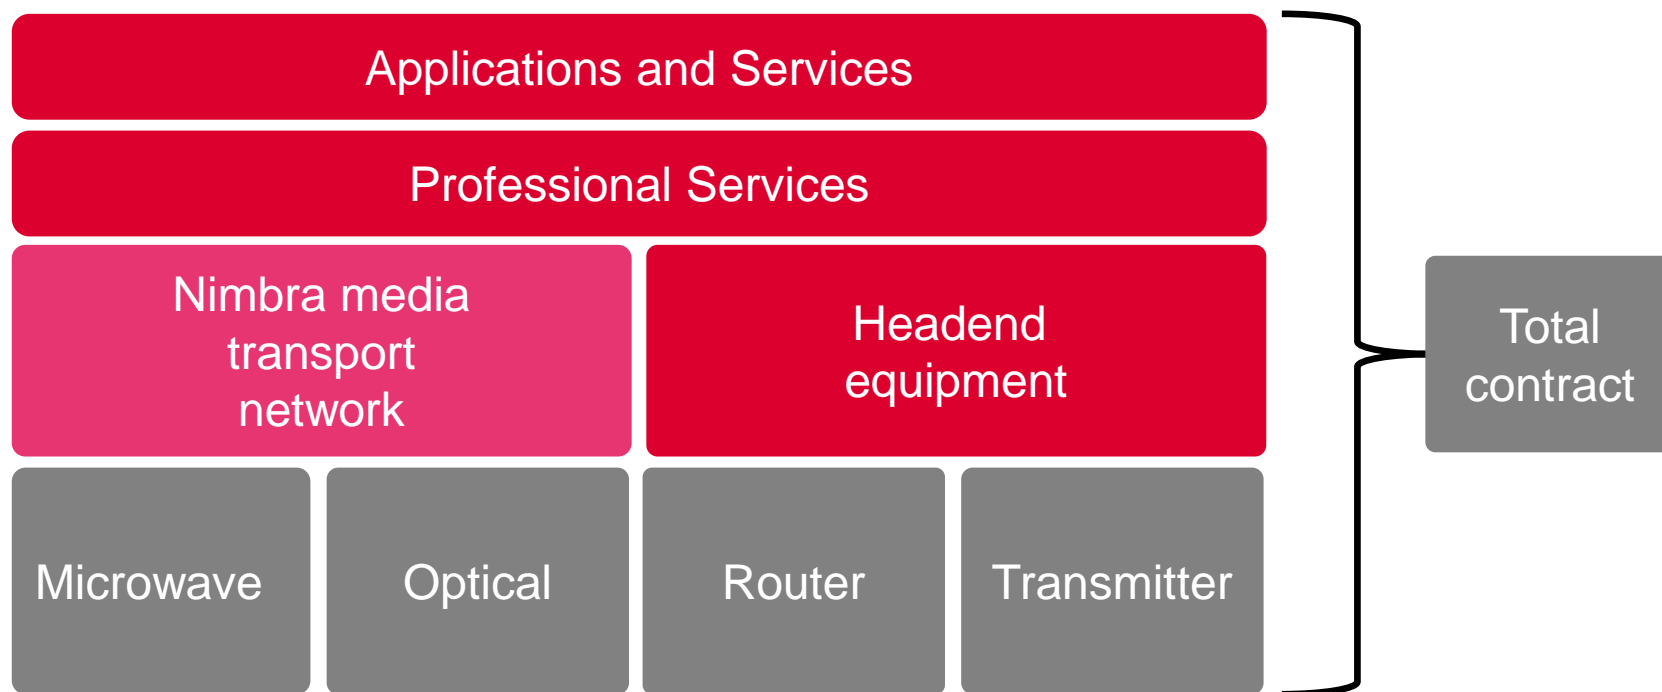 Applications and Services
Professional Services
Nimbra media
transport
network
Headend
equipment
Total
contract
Microwave
Optical
Router
Transmitter